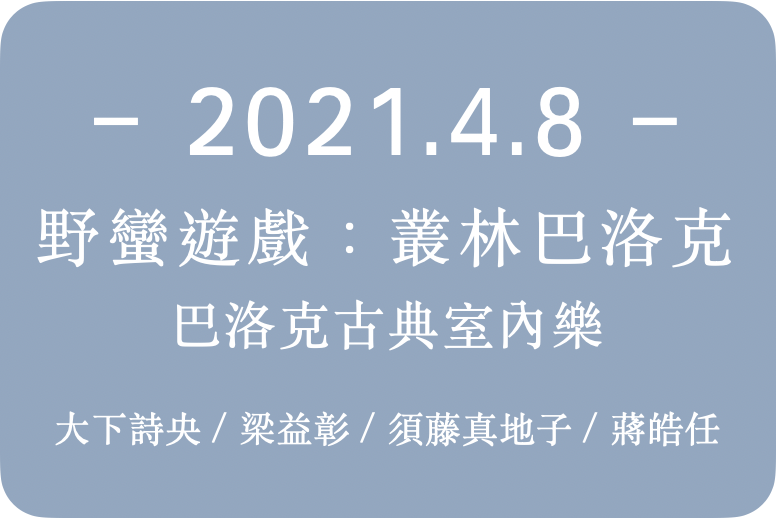 – 2021.4.8 –
野蠻遊戲：叢林巴洛克
巴洛克古典室內樂
大下詩央 / 梁益彰 / 須藤真地子 / 蔣皓任